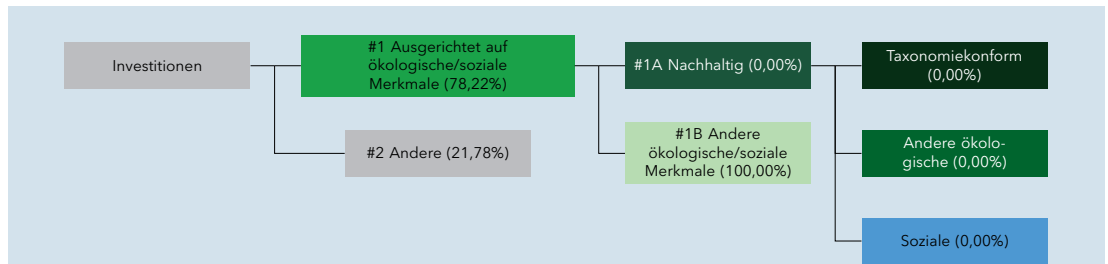 Investitionen
#1 Ausgerichtet auf
ökologische/soziale
Merkmale (78,22%)
#2 Andere (21,78%)
#1A Nachhaltig (0,00%)
#1B Andere
ökologische/soziale
Merkmale (100,00%)
Taxonomiekonform
(0,00%)
Andere ökolo-
gische (0,00%)
Soziale (0,00%)